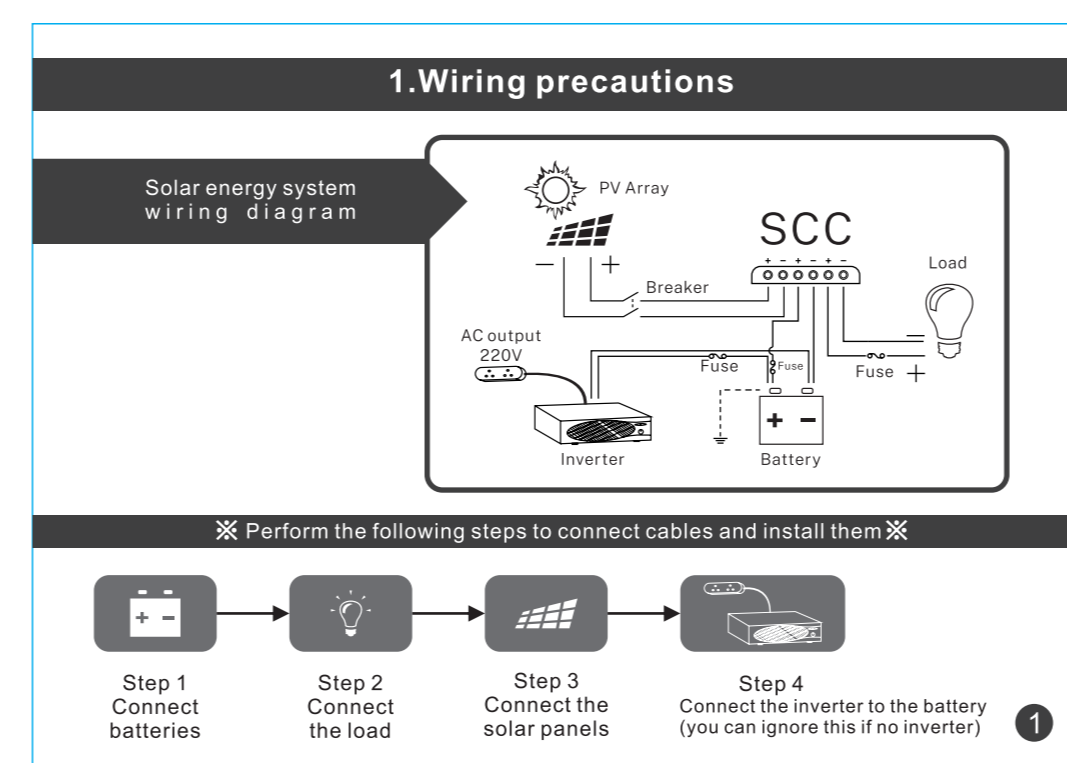 1.Wiring precautions
Solar energy system
wiring diagram
PV Array
SCC
− +
+ − + − + −
Load
Breaker
AC output
220V
−
Fuse
Fuse
Fuse +
+ −
Inverter
Battery
※ Perform the following steps to connect cables and install them ※
+ −
Step 1
Connect
batteries
Step 2
Connect
the load
Step 3
Connect the
solar panels
Step 4
Connect the inverter to the battery
(you can ignore this if no inverter)
1